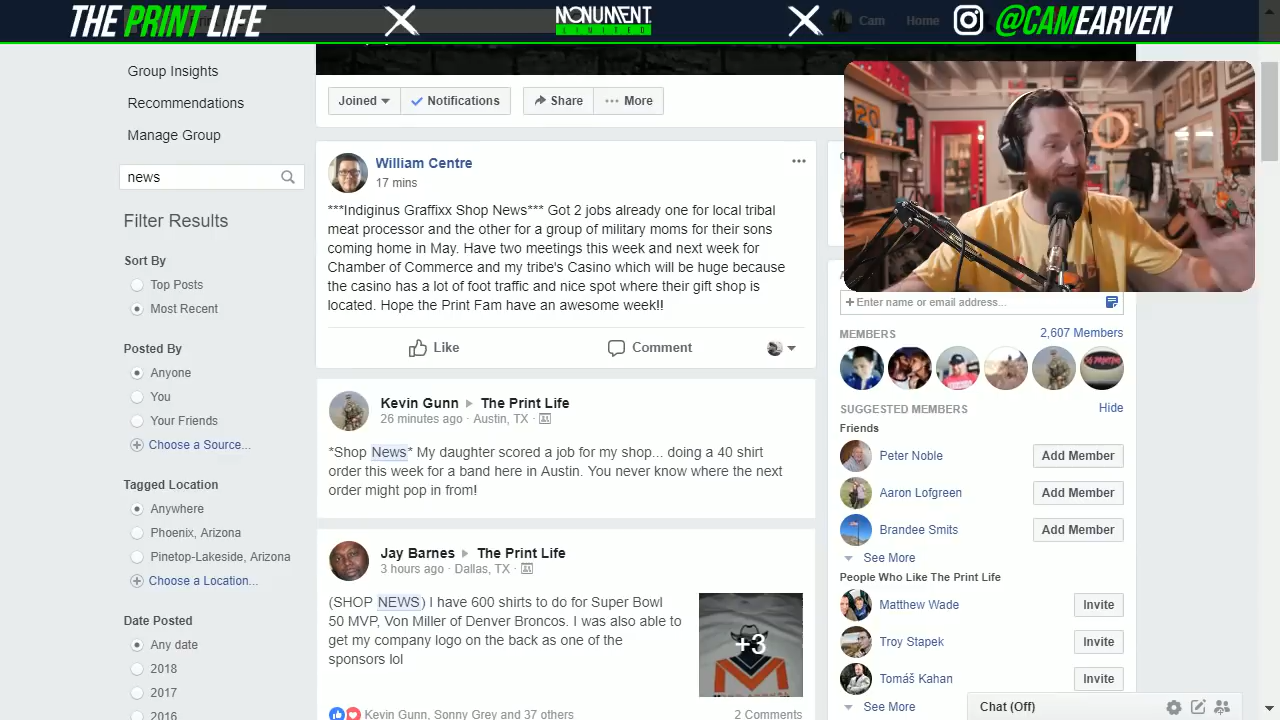 THE PRINT LIFE
MONUMENT
LIMITED
@CAMEARVEN
Cam
Home
Group Insights
Recommendations
Manage Group
news
Filter Results
Sort By
Top Posts
Most Recent
Posted By
Anyone
You
Your Friends
Choose a Source...
Tagged Location
Anywhere
Phoenix, Arizona
Pinetop-Lakeside, Arizona
Choose a Location...
Date Posted
Any date
2018
2017
2016
Joined
Notifications
Share
More
William Centre
17 mins
***Indiginus Graffixx Shop News*** Got 2 jobs already one for local tribal
meat processor and the other for a group of military moms for their sons
coming home in May. Have two meetings this week and next week for
Chamber of Commerce and my tribe's Casino which will be huge because
the casino has a lot of foot traffic and nice spot where their gift shop is
located. Hope the Print Fam have an awesome week!!
Like
Comment
Kevin Gunn ▸ The Print Life
26 minutes ago · Austin, TX ·
*Shop News* My daughter scored a job for my shop... doing a 40 shirt
order this week for a band here in Austin. You never know where the next
order might pop in from!
Jay Barnes ▸ The Print Life
3 hours ago · Dallas, TX ·
(SHOP NEWS) I have 600 shirts to do for Super Bowl
50 MVP, Von Miller of Denver Broncos. I was also able to
get my company logo on the back as one of the
sponsors lol
+3
Kevin Gunn, Sonny Grey and 37 others
2 Comments
+ Enter name or email address...
MEMBERS
2,607 Members
SUGGESTED MEMBERS
Hide
Friends
Peter Noble
Add Member
Aaron Lofgreen
Add Member
Brandee Smits
Add Member
See More
People Who Like The Print Life
Matthew Wade
Invite
Troy Stapek
Invite
Tomáš Kahan
Invite
See More
Chat (Off)